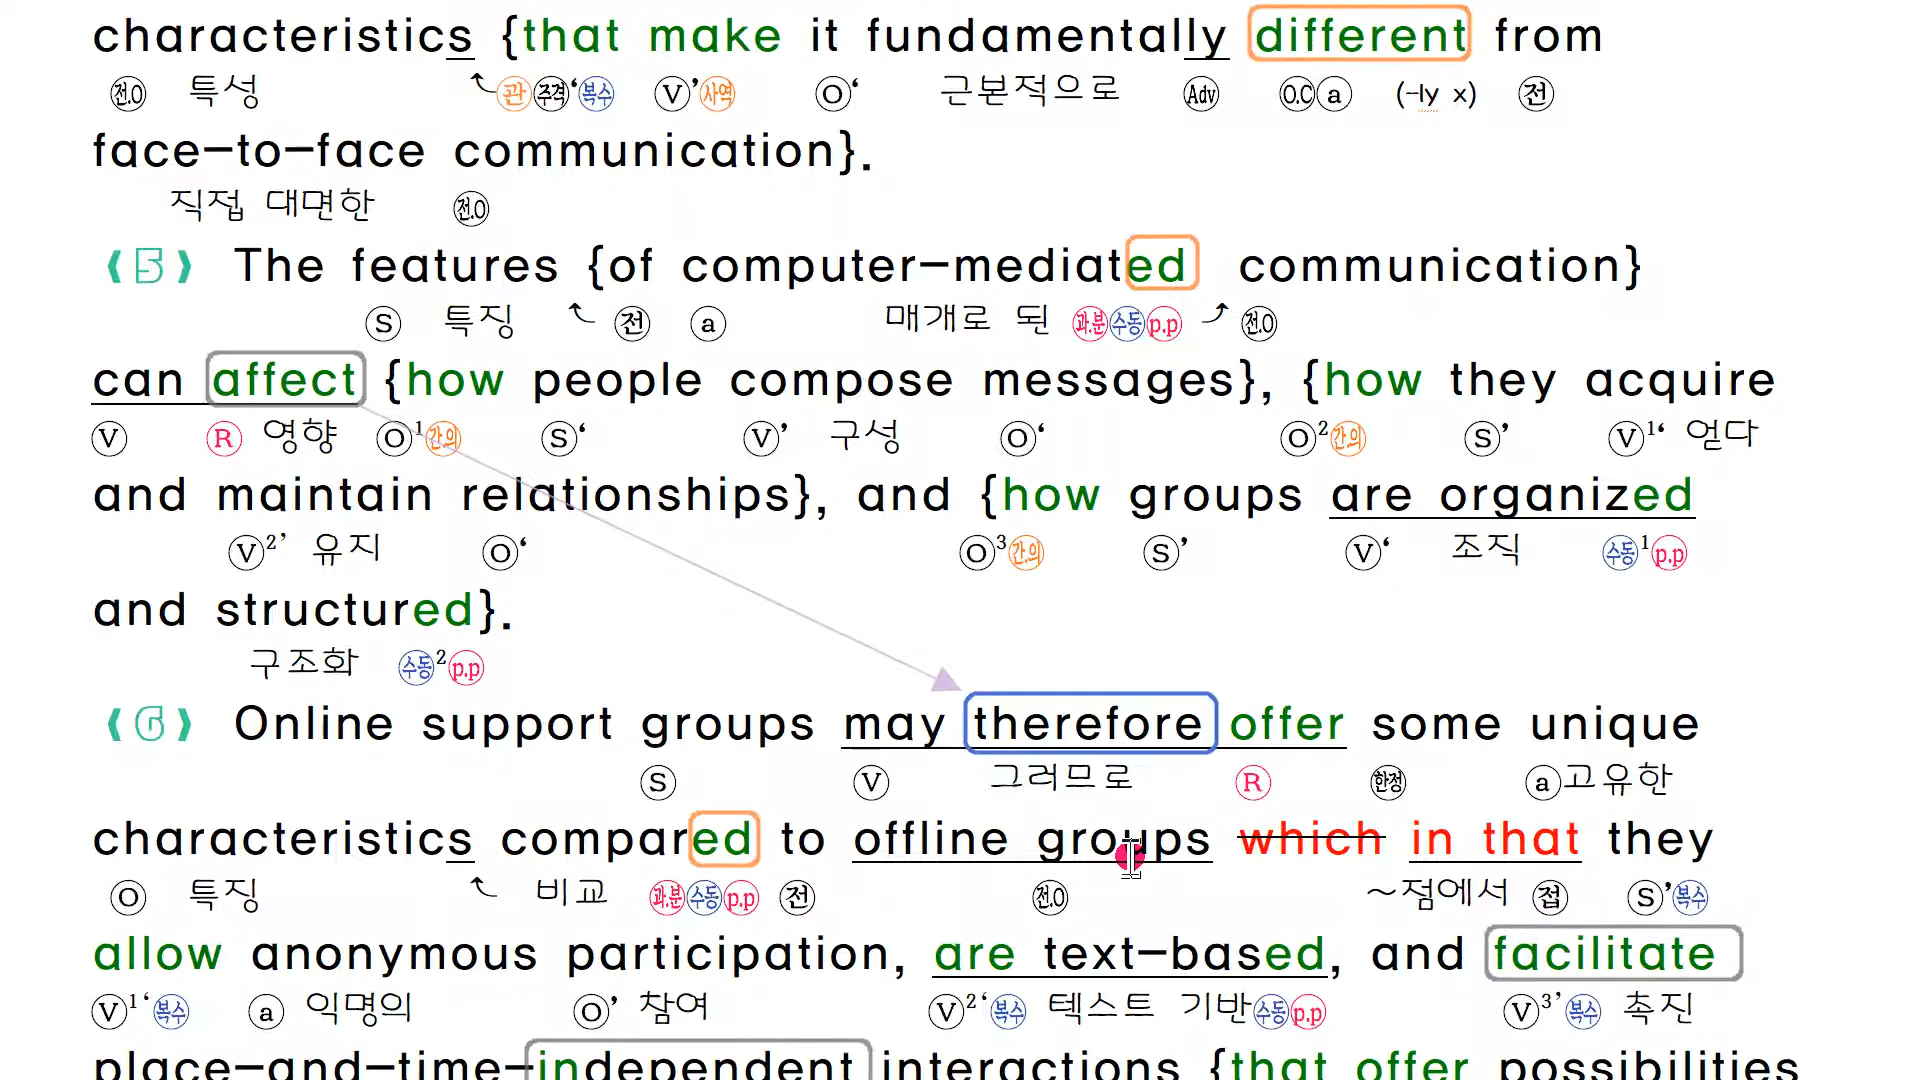 characteristics {that make it fundamentally different from
전.O 특성 관 주격‘ 복수 V’ 사역 O‘ 근본적으로 Adv O.C a (-ly x) 전
face-to-face communication}.
직접 대면한 전.O
(5) The features {of computer-mediated communication}
S 특징 전 a 매개로 된 과.분 수동 p.p 전.O
can affect {how people compose messages}, {how they acquire
V R 영향 O1 간.의 S‘ V’ 구성 O‘ O2 간.의 S’ V1‘ 얻다
and maintain relationships}, and {how groups are organized
V2’ 유지 O‘ O3 간.의 S’ V‘ 조직 수동1 p.p
and structured}.
구조화 수동2 p.p
(6) Online support groups may therefore offer some unique
S V 그러므로 R 한정 a 고유한
characteristics compared to offline groups which in that they
O 특징 비교 과.분 수동 p.p 전 전.O ~점에서 접 S’ 복수
allow anonymous participation, are text-based, and facilitate
V1‘ 복수 a 익명의 O’ 참여 V2‘ 복수 텍스트 기반 수동 p.p V3’ 복수 촉진
place-and-time-independent interactions {that offer possibilities